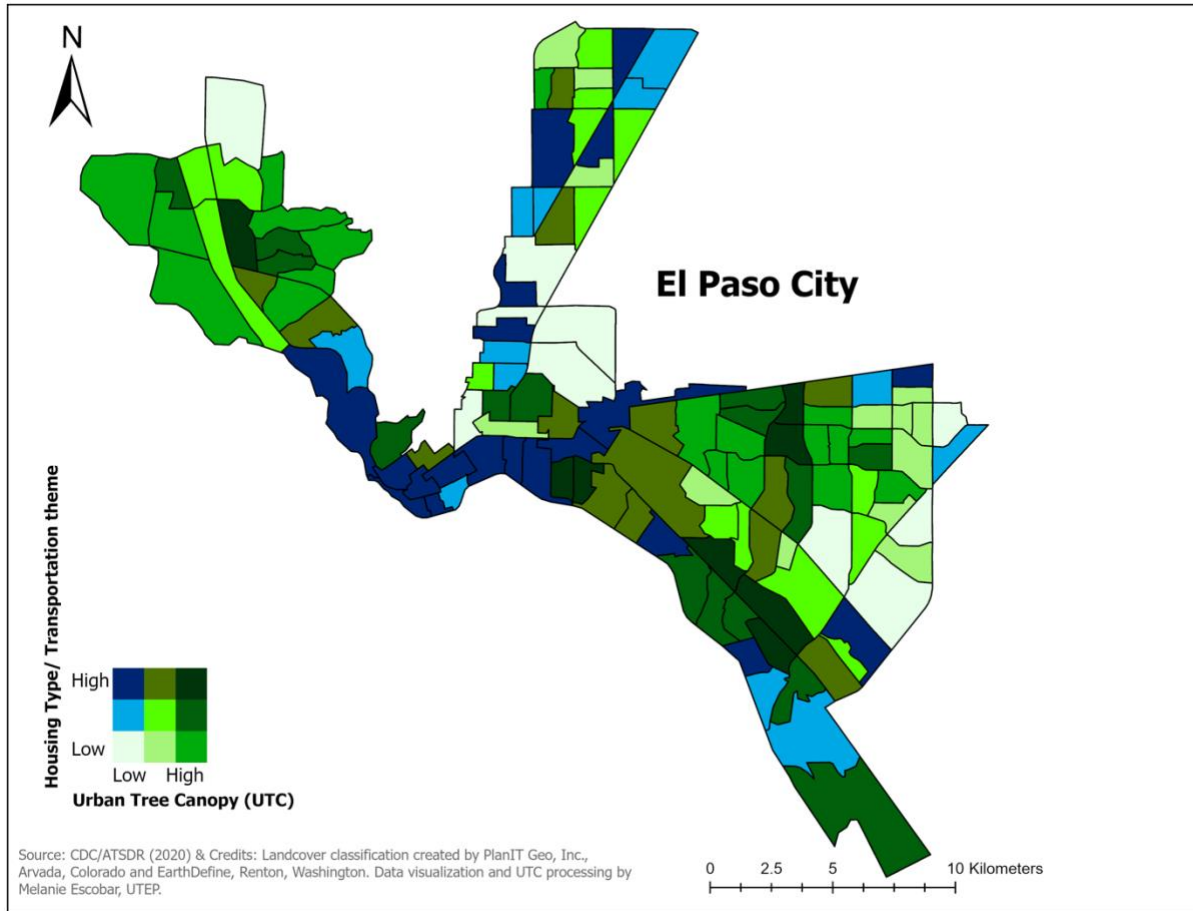 N
El Paso City
Housing Type/ Transportation theme
High
Low
Low High
Urban Tree Canopy (UTC)
Source: CDC/ATSDR (2020) & Credits: Landcover classification created by PlanIT Geo, Inc.,
Arvada, Colorado and EarthDefine, Renton, Washington. Data visualization and UTC processing by
Melanie Escobar, UTEP.
0 2.5 5 10 Kilometers